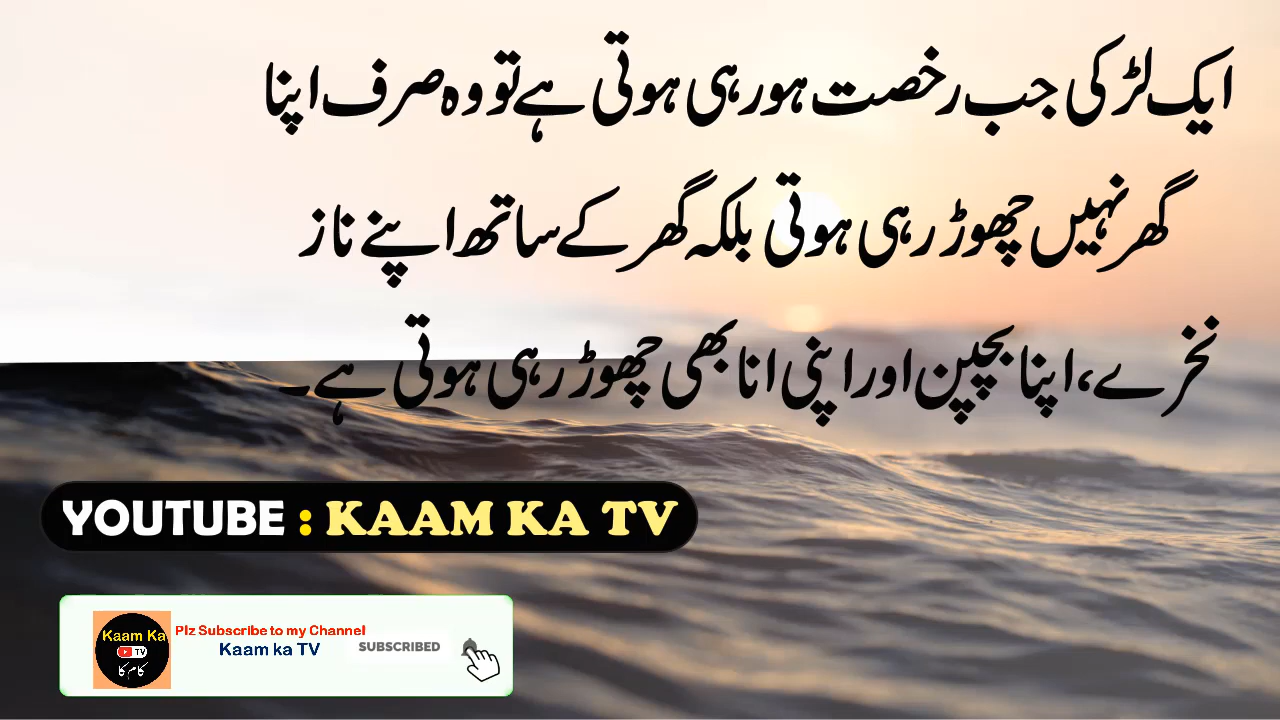 ایک لڑکی جب رخصت ہورہی ہوتی ہے تو وہ صرف اپنا
گھر نہیں چھوڑ رہی ہوتی بلکہ گھر کے ساتھ اپنے ناز
نخرے، اپنا بچپن اور اپنی انا بھی چھوڑ رہی ہوتی ہے۔
YOUTUBE : KAAM KA TV
Plz Subscribe to my Channel
Kaam ka TV
SUBSCRIBED
Kaam Ka
TV
کام کا